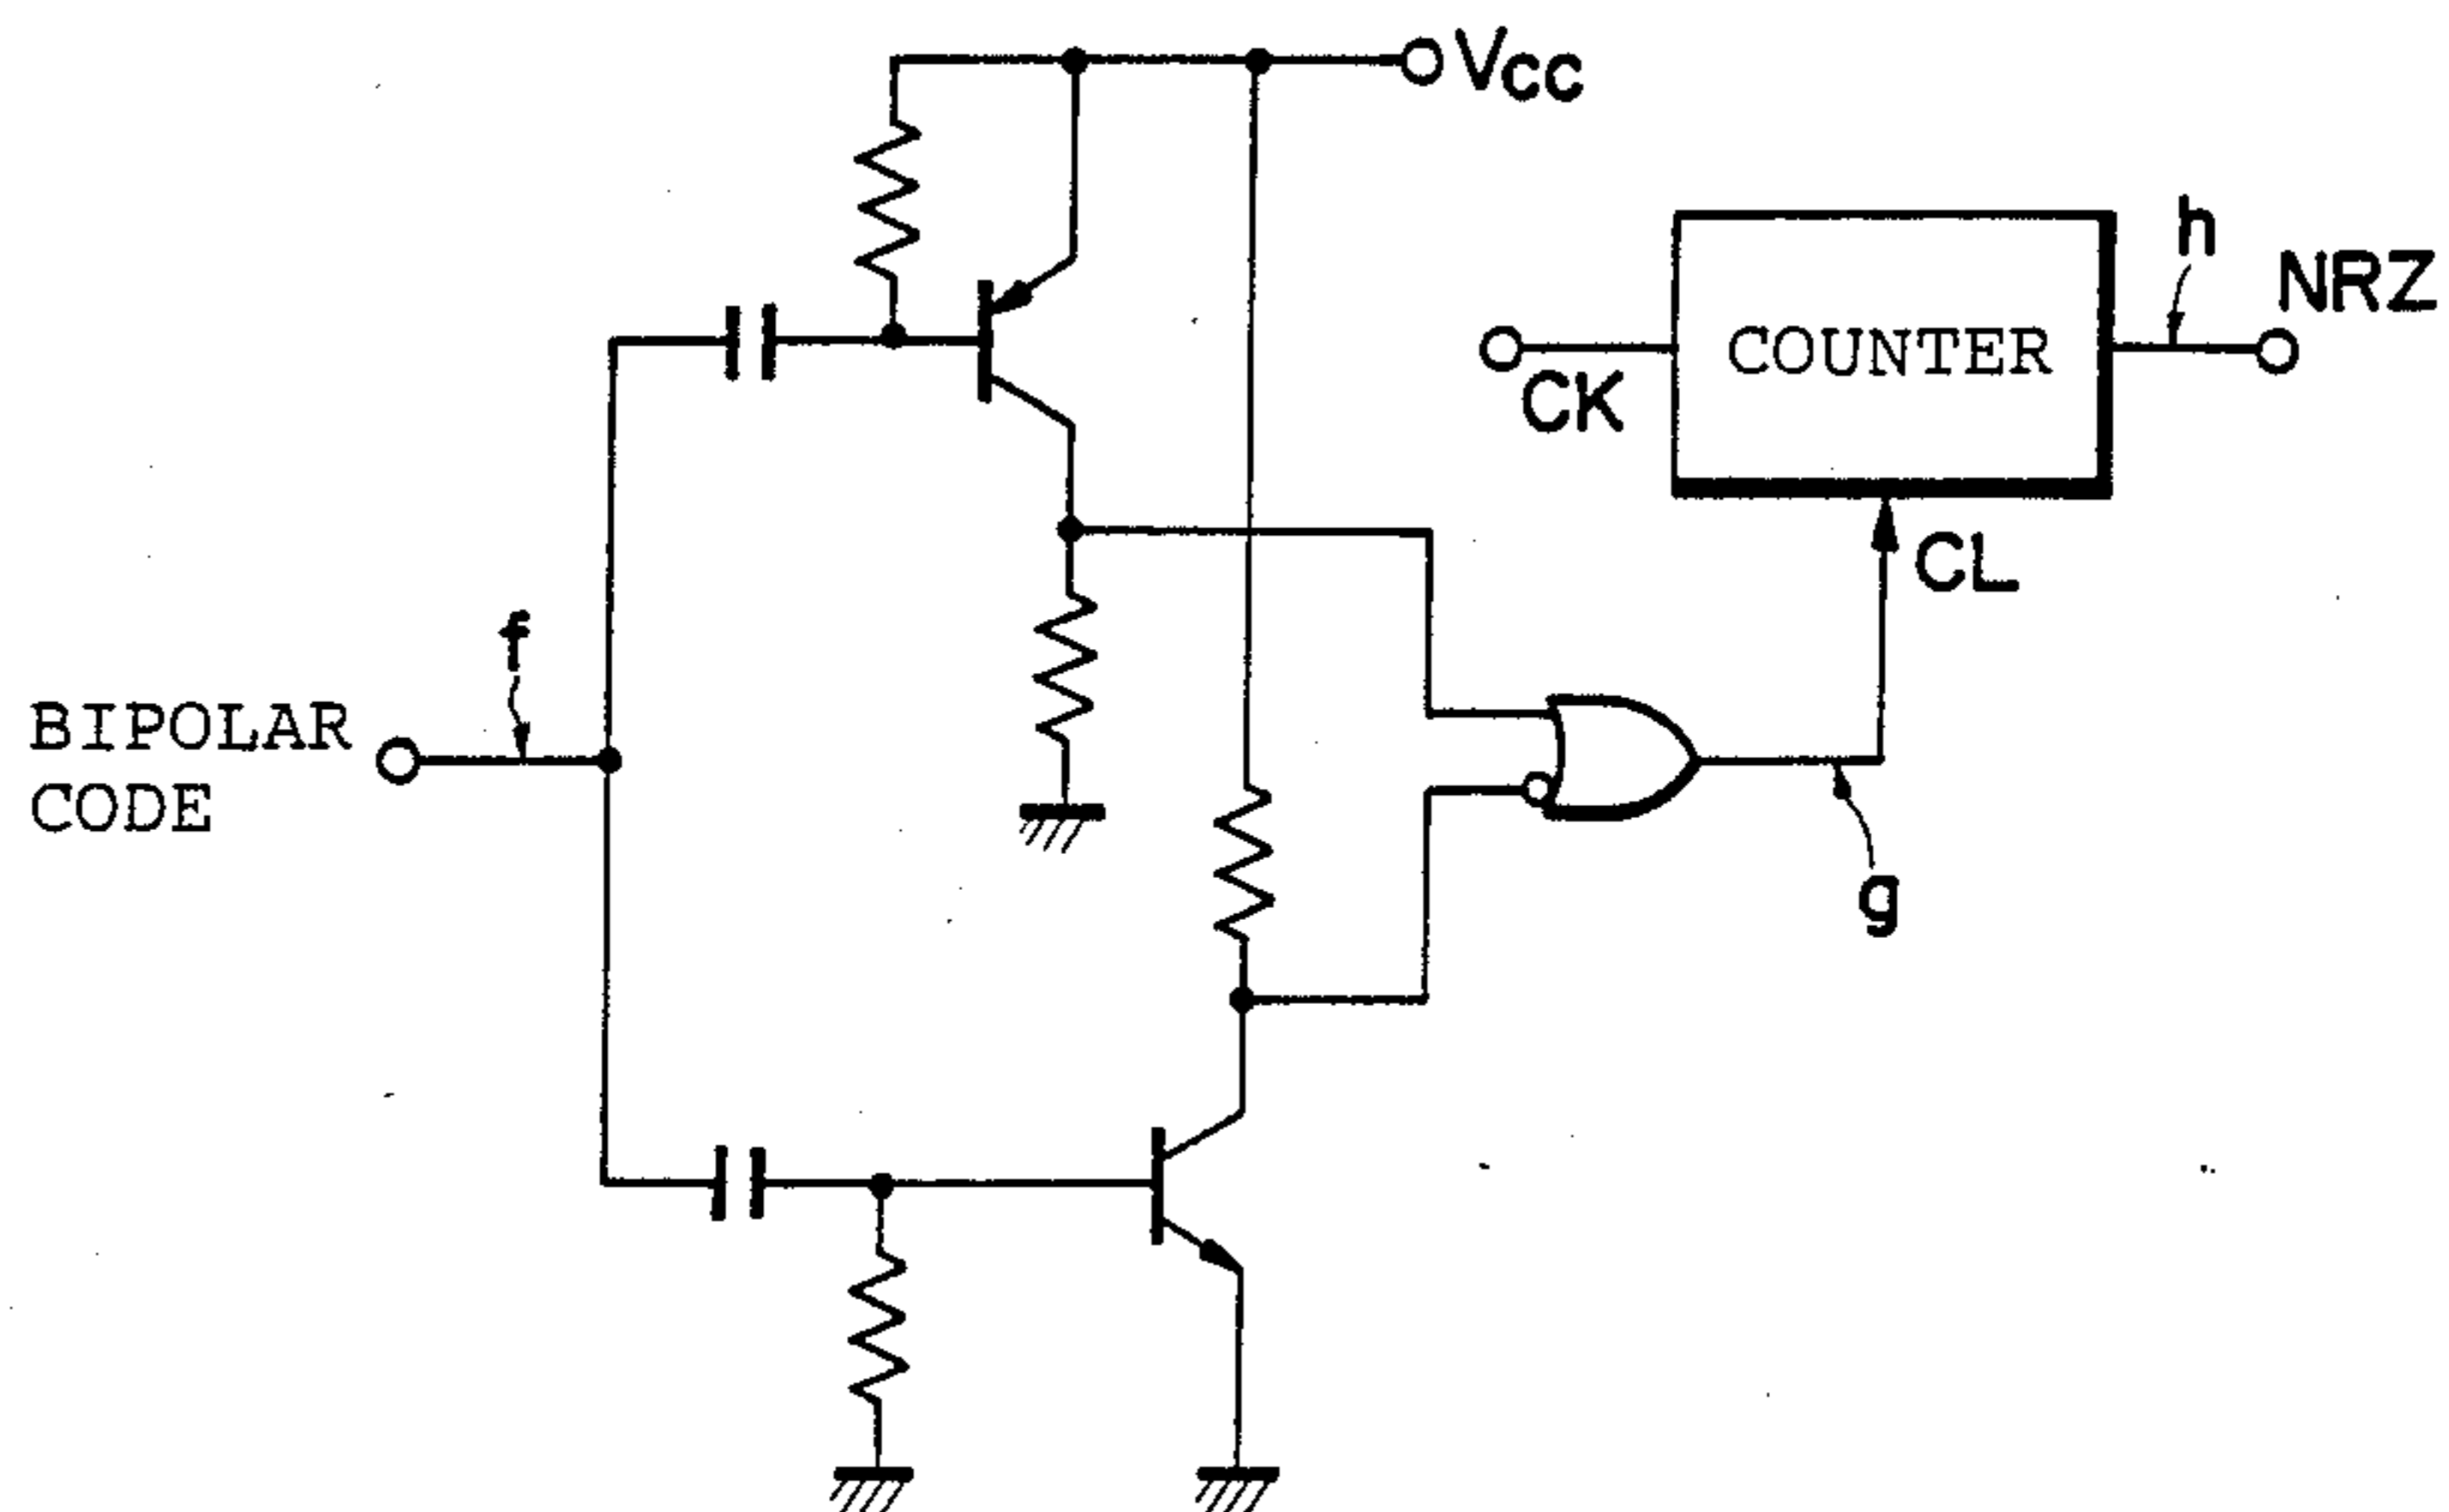 Vcc
h
NRZ
COUNTER
CK
CL
f
BIPOLAR
CODE
g